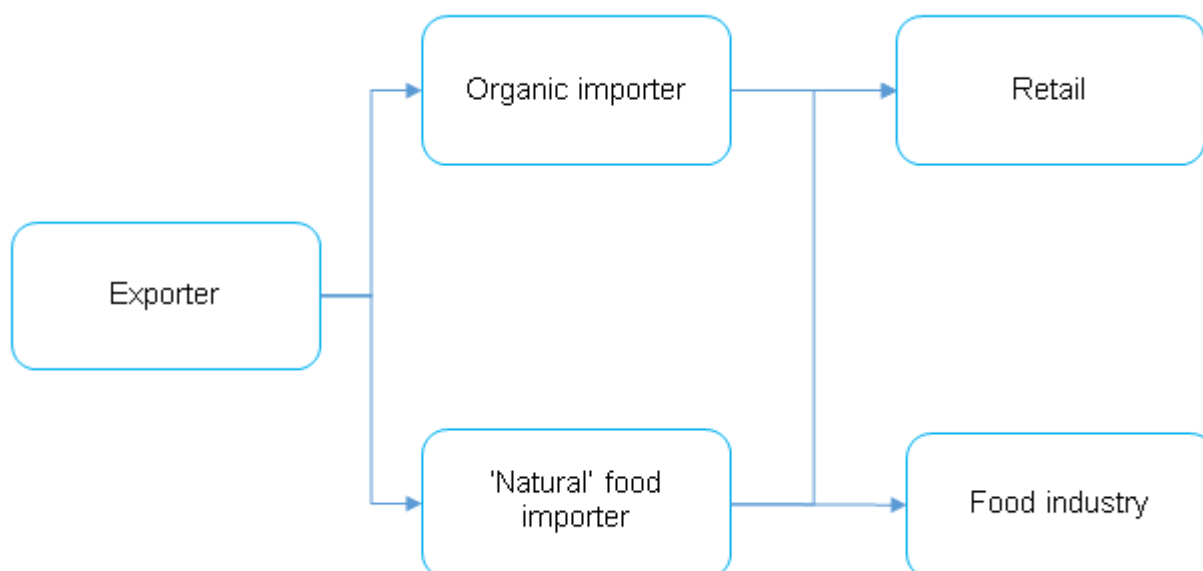 Organic importer
Retail
Exporter
'Natural' food
importer
Food industry